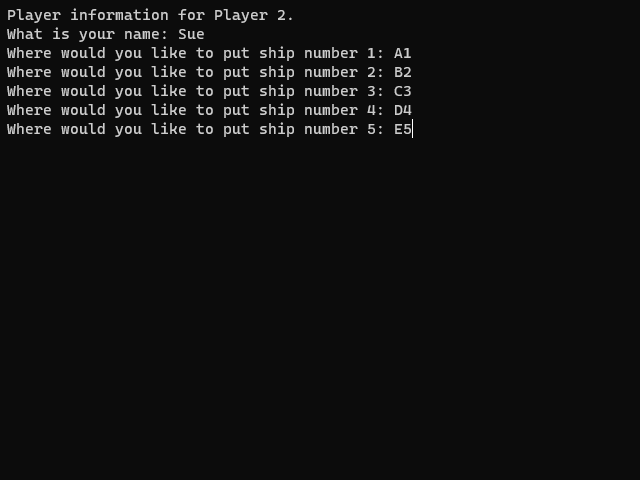 Player information for Player 2.
What is your name: Sue
Where would you like to put ship number 1: A1
Where would you like to put ship number 2: B2
Where would you like to put ship number 3: C3
Where would you like to put ship number 4: D4
Where would you like to put ship number 5: E5